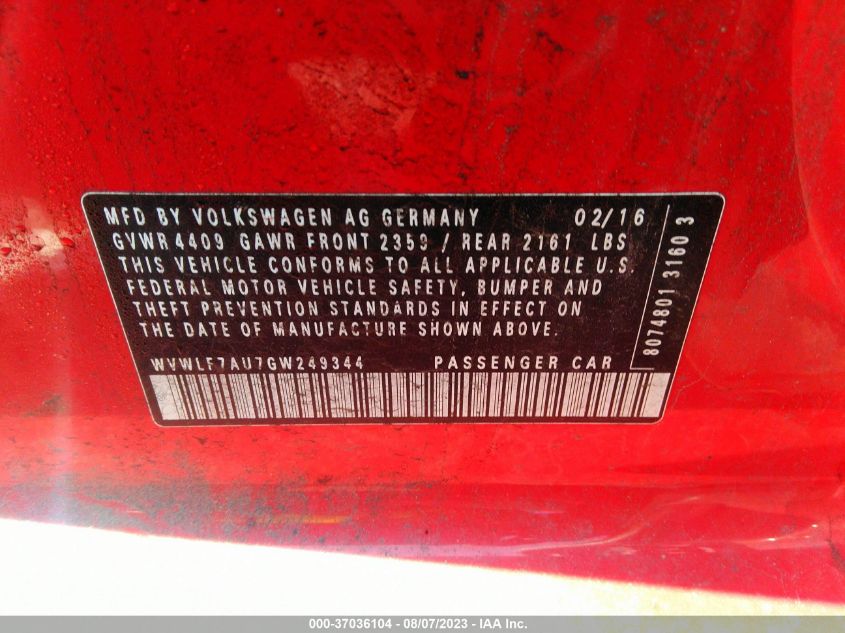 MFD BY VOLKSWAGEN AG GERMANY 02/16
GVWR 4409 GAWR FRONT 2359 / REAR 2161 LBS
THIS VEHICLE CONFORMS TO ALL APPLICABLE U.S.
FEDERAL MOTOR VEHICLE SAFETY, BUMPER AND
THEFT PREVENTION STANDARDS IN EFFECT ON
THE DATE OF MANUFACTURE SHOWN ABOVE.
WVWLF7AU7GW249344 PASSENGER CAR
8074801 31603
000-37036104 - 08/07/2023 - IAA Inc.